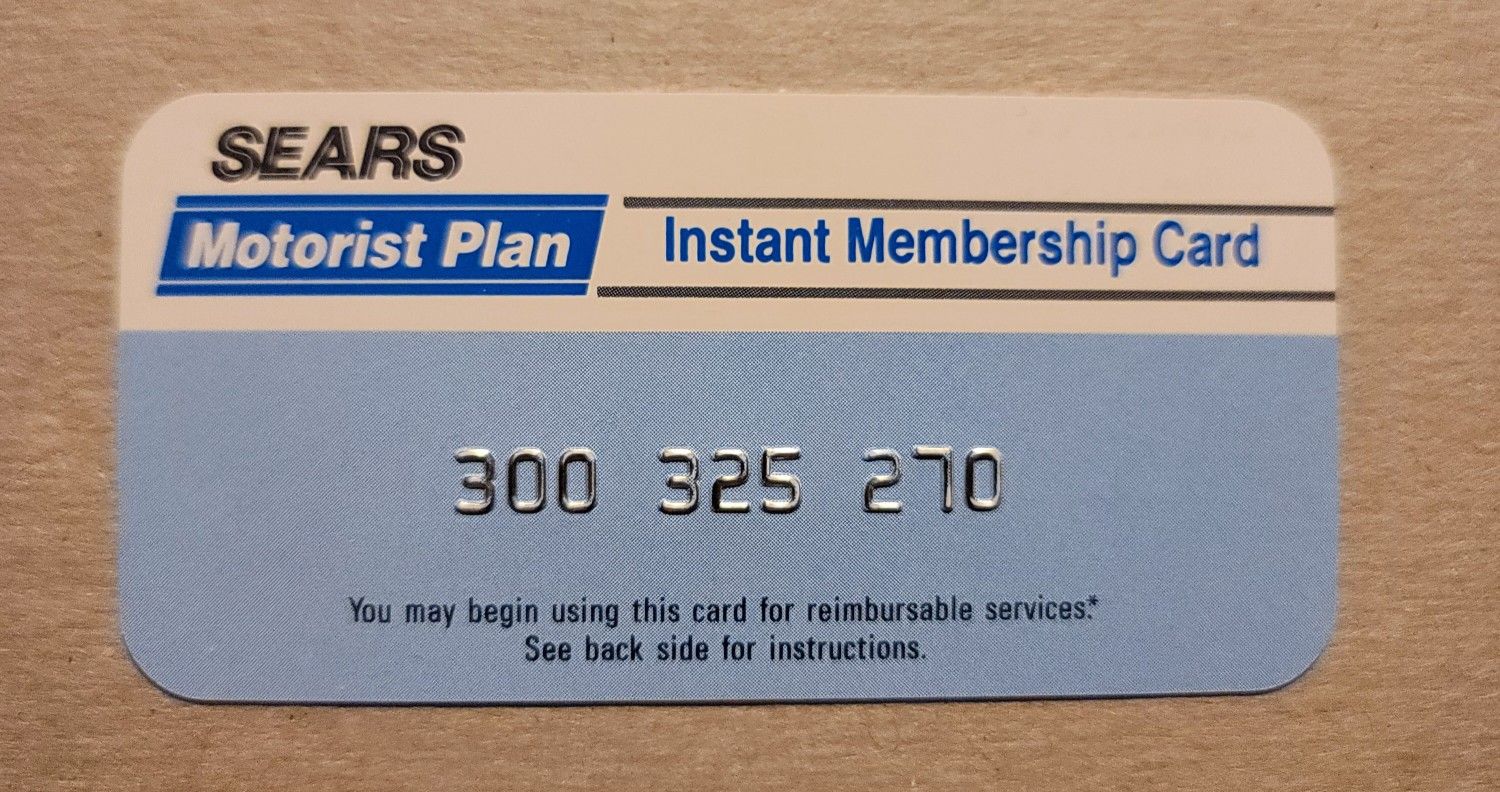 SEARS
Motorist Plan Instant Membership Card
300 325 270
You may begin using this card for reimbursable services.*
See back side for instructions.